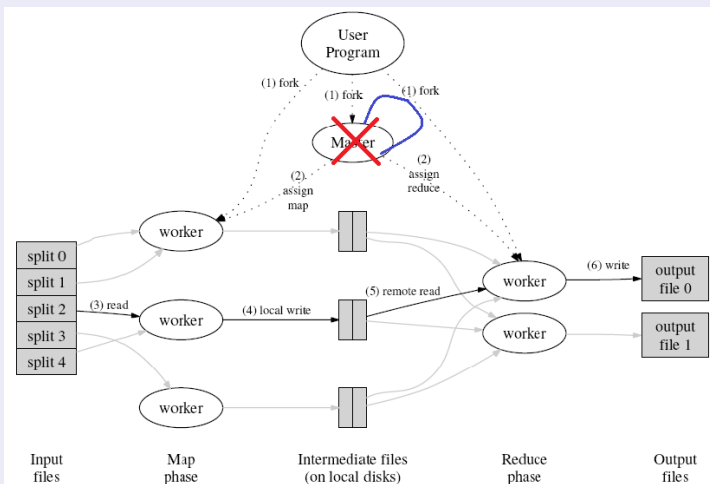 User
Program
(1) fork
(1) fork
(1) fork
Master
(2)
assign
map
(2)
assign
reduce
worker
split 0
split 1
split 2
split 3
split 4
(3) read
worker
(4) local write
(5) remote read
worker
(6) write
output
file 0
worker
output
file 1
worker
Input
files
Map
phase
Intermediate files
(on local disks)
Reduce
phase
Output
files